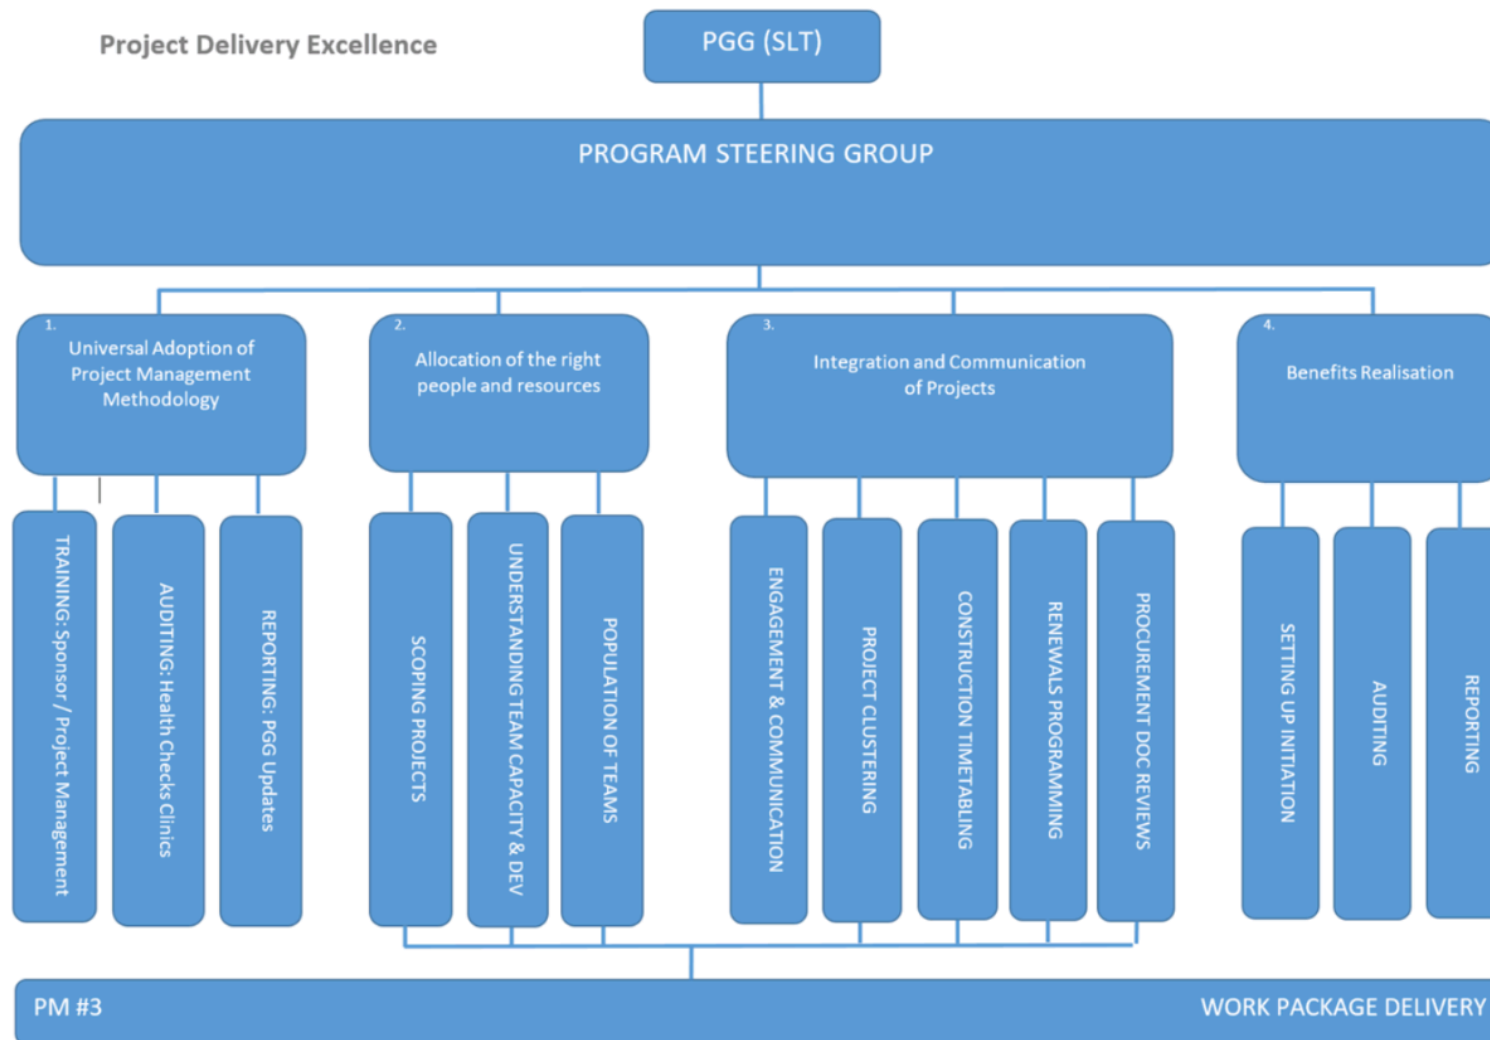 Project Delivery Excellence
PGG (SLT)
PROGRAM STEERING GROUP
1.
Universal Adoption of
Project Management
Methodology
2.
Allocation of the right
people and resources
3.
Integration and Communication
of Projects
4.
Benefits Realisation
TRAINING: Sponsor / Project Management
AUDITING: Health Checks Clinics
REPORTING: PGG Updates
SCOPING PROJECTS
UNDERSTANDING TEAM CAPACITY & DEV
POPULATION OF TEAMS
ENGAGEMENT & COMMUNICATION
PROJECT CLUSTERING
CONSTRUCTION TIMETABLING
RENEWALS PROGRAMMING
PROCUREMENT DOC REVIEWS
SETTING UP INITIATION
AUDITING
REPORTING
PM #3
WORK PACKAGE DELIVERY